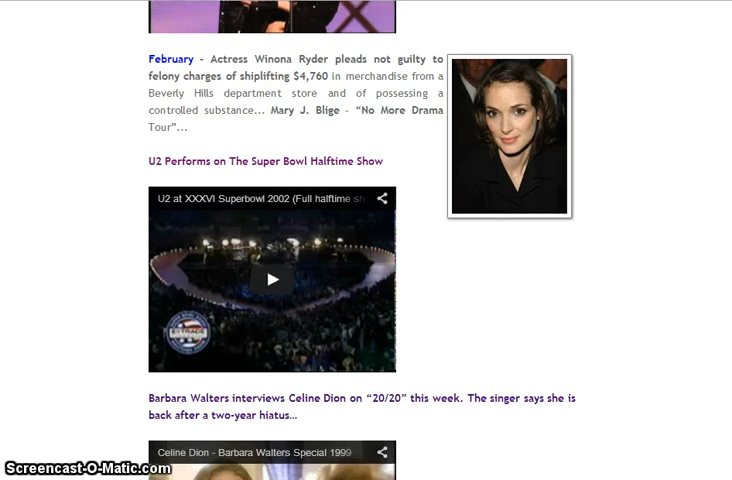 February - Actress Winona Ryder pleads not guilty to
felony charges of shiplifting $4,760 in merchandise from a
Beverly Hills department store and of possessing a
controlled substance... Mary J. Blige - “No More Drama
Tour”...
U2 Performs on The Super Bowl Halftime Show
U2 at XXXVI Superbowl 2002 (Full halftime sh
Barbara Walters interviews Celine Dion on “20/20” this week. The singer says she is
back after a two-year hiatus…
Celine Dion - Barbara Walters Special 1999
Screencast-O-Matic.com